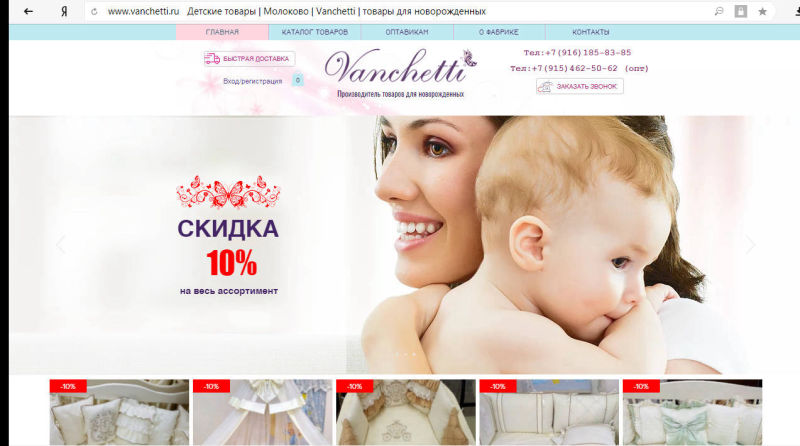 www.vanchetti.ru Детские товары | Молоково | Vanchetti | товары для новорожденных
ГЛАВНАЯ
КАТАЛОГ ТОВАРОВ
ОПТАВИКАМ
О ФАБРИКЕ
КОНТАКТЫ
БЫСТРАЯ ДОСТАВКА
Вход/регистрация 0
Vanchetti
Производитель товаров для новорожденных
Тел:+7(916)185-83-85
Тел:+7(915)462-50-62 (опт)
ЗАКАЗАТЬ ЗВОНОК
СКИДКА
10%
на весь ассортимент
-10% -10% -10% -10% -10%